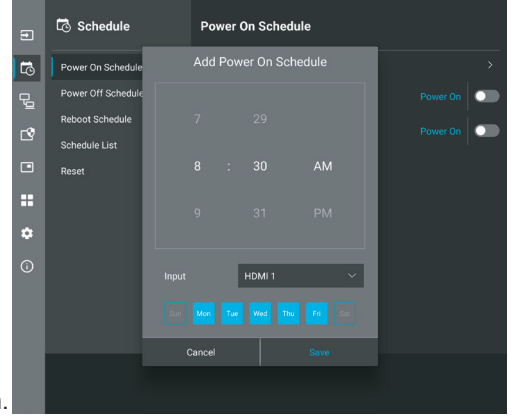 Schedule
Power On Schedule
Power On Schedule
Power Off Schedule
Reboot Schedule
Schedule List
Reset
Add Power On Schedule
7 29
8 : 30 AM
9 31 PM
Input HDMI 1
Sun Mon Tue Wed Thu Fri Sat
Cancel Save
Power On
Power On